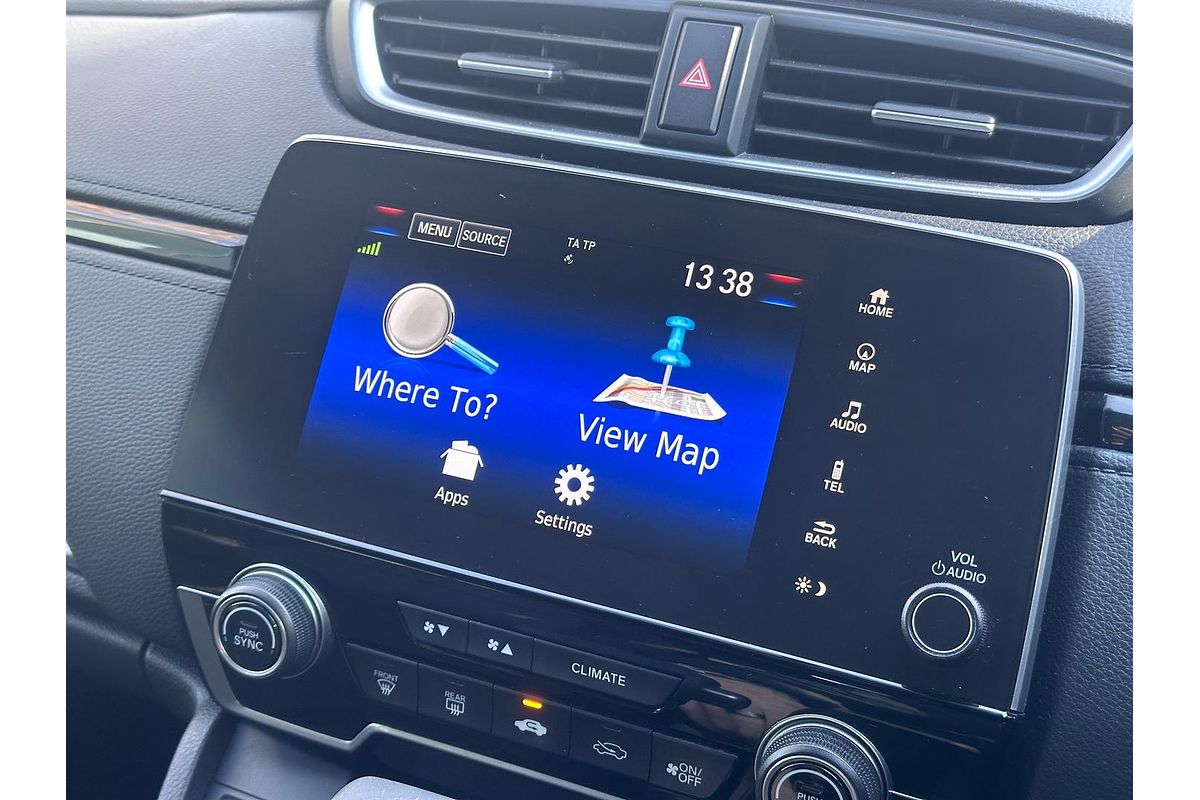 MENU SOURCE TA TP
13 38
HOME
MAP
AUDIO
TEL
BACK
Where To?
View Map
Apps
Settings
VOL
AUDIO
PUSH
SYNC
CLIMATE
FRONT
REAR
ON/
OFF
PUSH